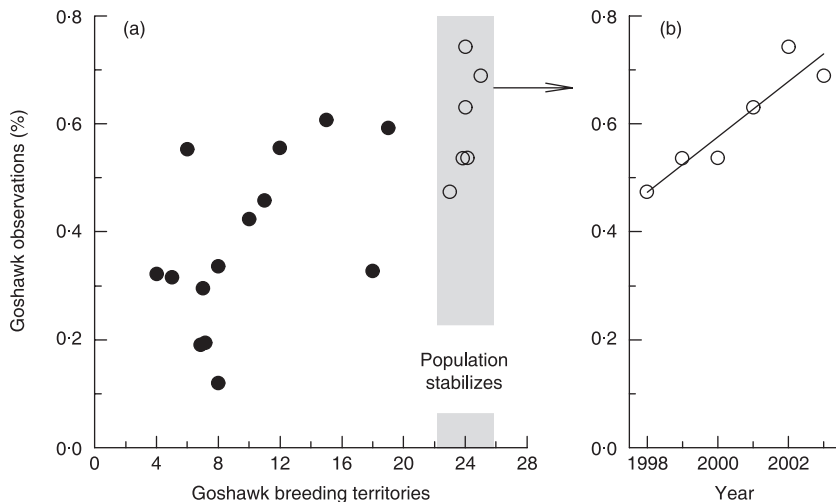 (a)
(b)
0·8
0·6
0·4
0·2
0·0
Goshawk observations (%)
Population
stabilizes
0 4 8 12 16 20 24 28
Goshawk breeding territories
0·8
0·6
0·4
0·2
0·0
1998 2000 2002
Year